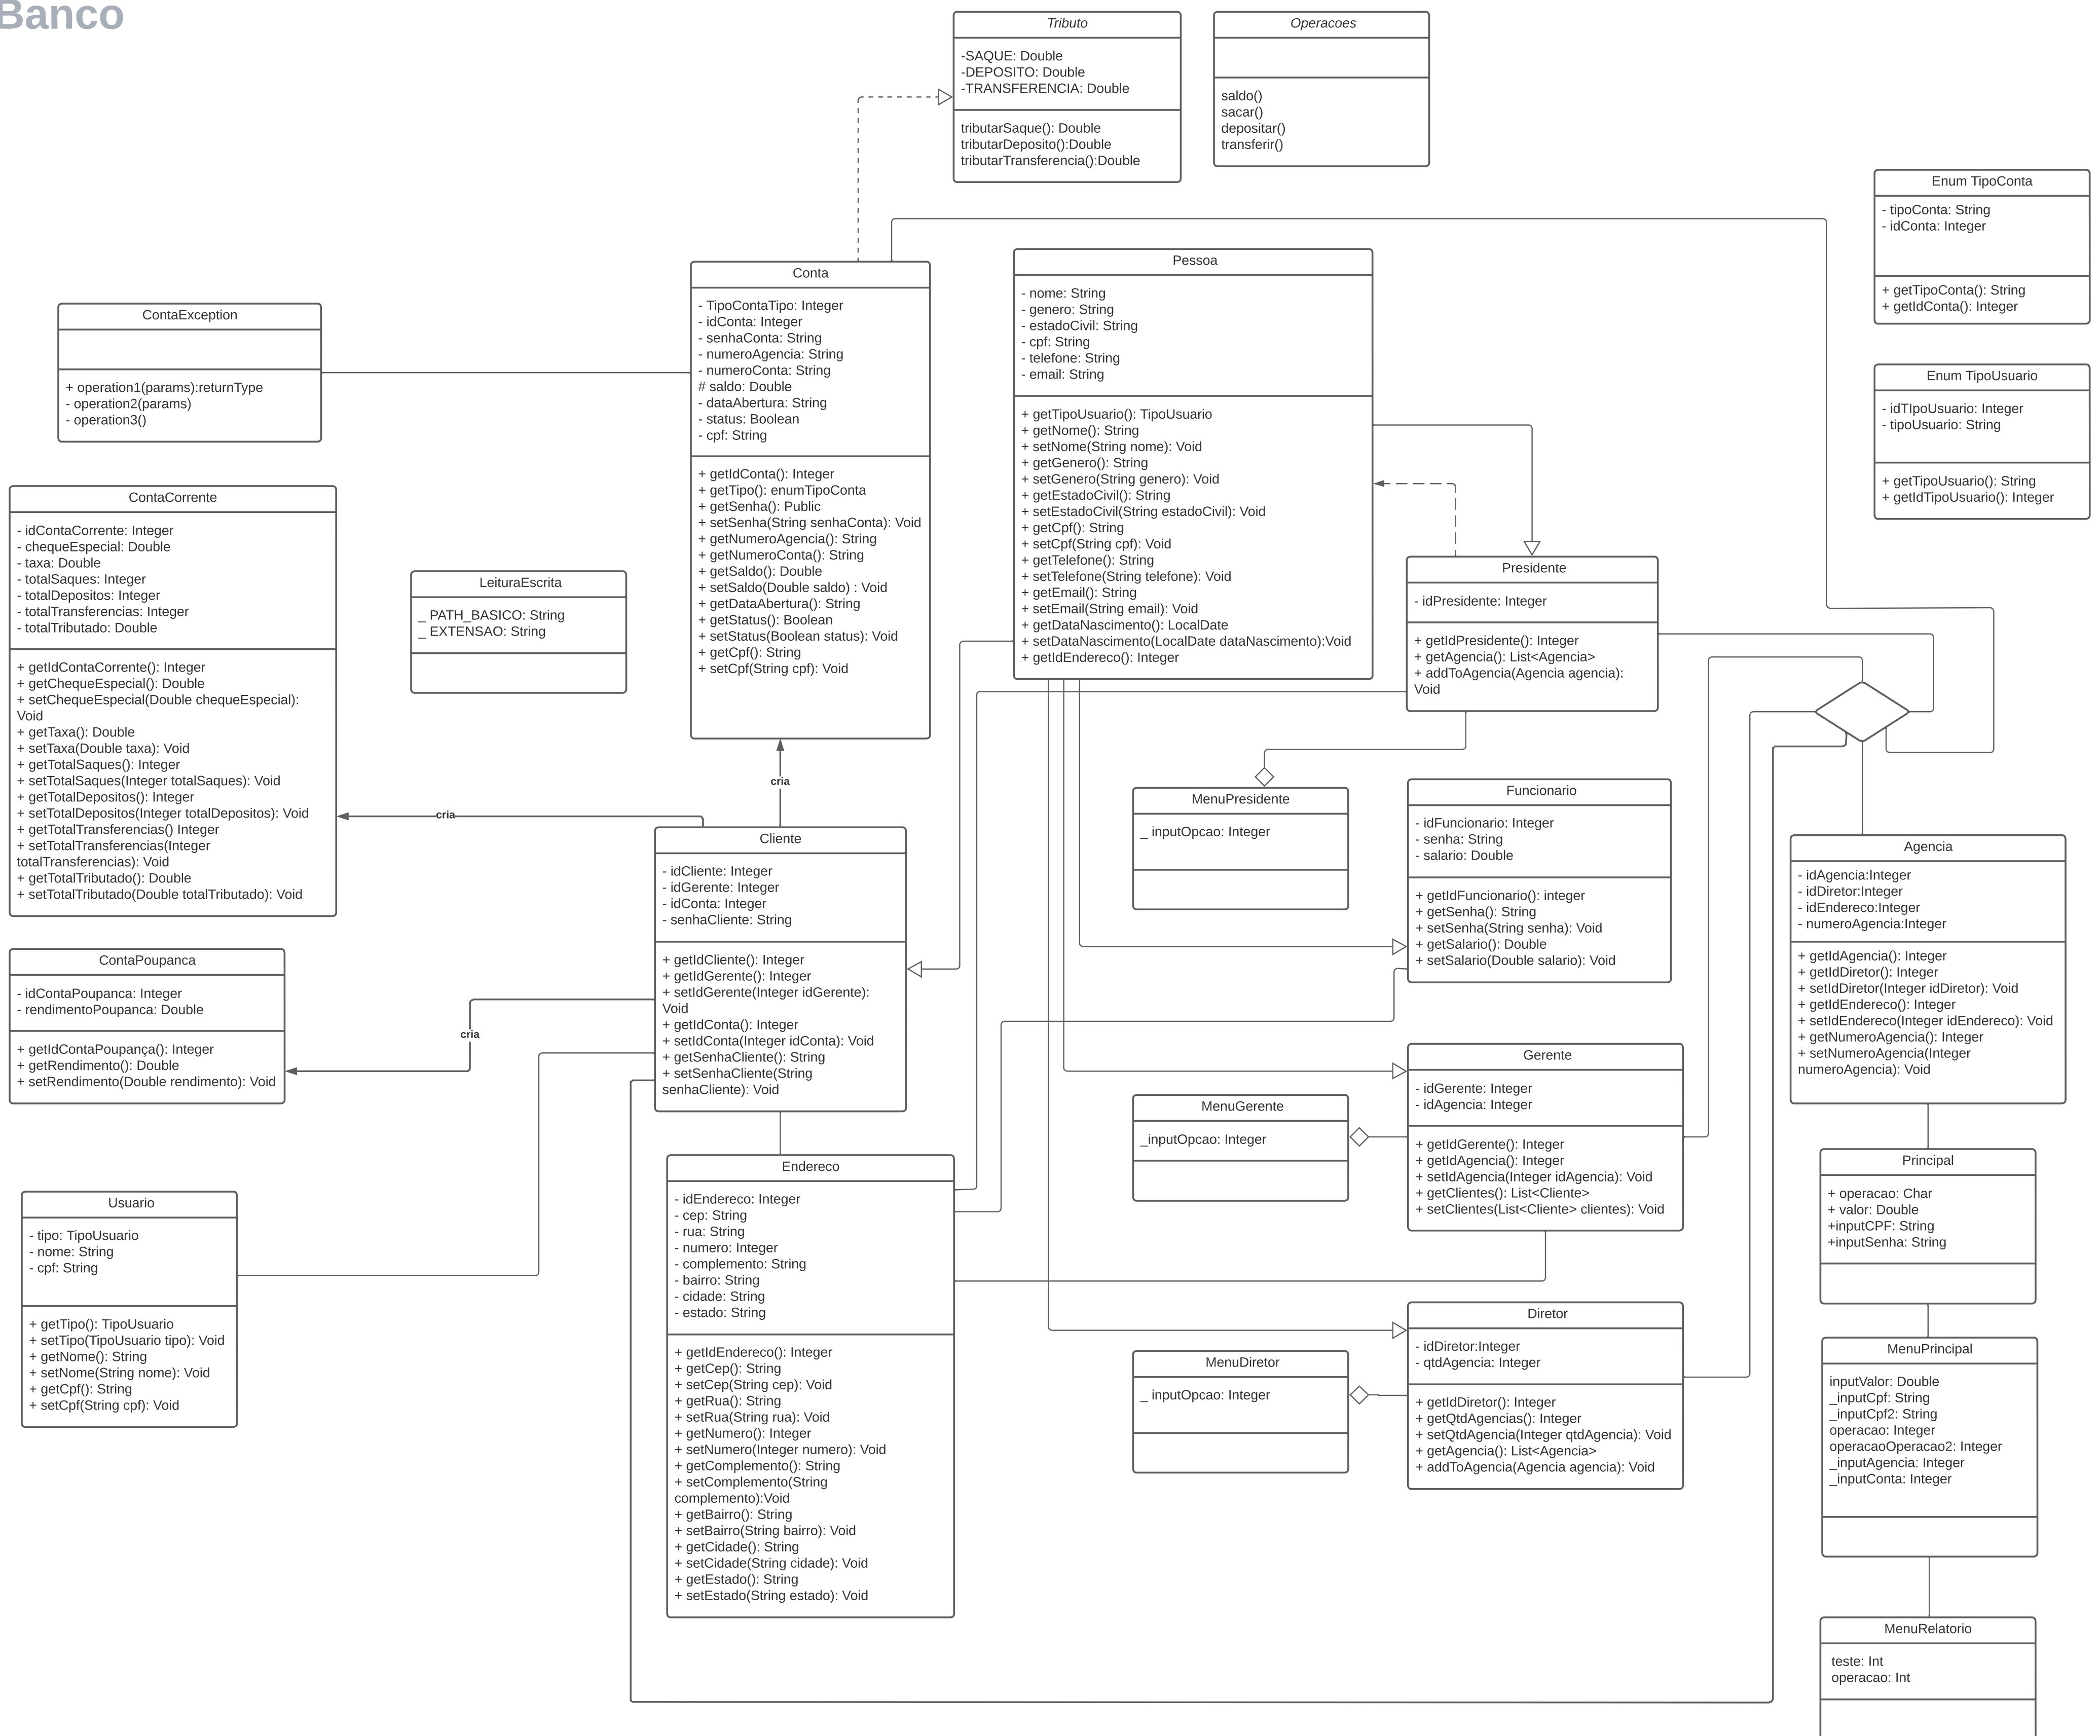 Banco
Tributo
-SAQUE: Double
-DEPOSITO: Double
-TRANSFERENCIA: Double
tributarSaque(): Double
tributarDeposito():Double
tributarTransferencia():Double
Operacoes
saldo()
sacar()
depositar()
transferir()
Enum TipoConta
- tipoConta: String
- idConta: Integer
+ getTipoConta(): String
+ getIdConta(): Integer
Enum TipoUsuario
- idTIpoUsuario: Integer
- tipoUsuario: String
+ getTipoUsuario(): String
+ getIdTipoUsuario(): Integer
Conta
- TipoContaTipo: Integer
- idConta: Integer
- senhaConta: String
- numeroAgencia: String
- numeroConta: String
# saldo: Double
- dataAbertura: String
- status: Boolean
- cpf: String
+ getIdConta(): Integer
+ getTipo(): enumTipoConta
+ getSenha(): Public
+ setSenha(String senhaConta): Void
+ getNumeroAgencia(): String
+ getNumeroConta(): String
+ getSaldo(): Double
+ setSaldo(Double saldo) : Void
+ getDataAbertura(): String
+ getStatus(): Boolean
+ setStatus(Boolean status): Void
+ getCpf(): String
+ setCpf(String cpf): Void
Pessoa
- nome: String
- genero: String
- estadoCivil: String
- cpf: String
- telefone: String
- email: String
+ getTipoUsuario(): TipoUsuario
+ getNome(): String
+ setNome(String nome): Void
+ getGenero(): String
+ setGenero(String genero): Void
+ getEstadoCivil(): String
+ setEstadoCivil(String estadoCivil): Void
+ getCpf(): String
+ setCpf(String cpf): Void
+ getTelefone(): String
+ setTelefone(String telefone): Void
+ getEmail(): String
+ setEmail(String email): Void
+ getDataNascimento(): LocalDate
+ setDataNascimento(LocalDate dataNascimento):Void
+ getIdEndereco(): Integer
ContaException
+ operation1(params):returnType
- operation2(params)
- operation3()
ContaCorrente
- idContaCorrente: Integer
- chequeEspecial: Double
- taxa: Double
- totalSaques: Integer
- totalDepositos: Integer
- totalTransferencias: Integer
- totalTributado: Double
+ getIdContaCorrente(): Integer
+ getChequeEspecial(): Double
+ setChequeEspecial(Double chequeEspecial):
Void
+ getTaxa(): Double
+ setTaxa(Double taxa): Void
+ getTotalSaques(): Integer
+ setTotalSaques(Integer totalSaques): Void
+ getTotalDepositos(): Integer
+ setTotalDepositos(Integer totalDepositos): Void
+ getTotalTransferencias() Integer
+ setTotalTransferencias(Integer
totalTransferencias): Void
+ getTotalTributado(): Double
+ setTotalTributado(Double totalTributado): Void
LeituraEscrita
_ PATH_BASICO: String
_ EXTENSAO: String
Presidente
- idPresidente: Integer
+ getIdPresidente(): Integer
+ getAgencia(): List<Agencia>
+ addToAgencia(Agencia agencia):
Void
cria
cria
cria
MenuPresidente
_ inputOpcao: Integer
Funcionario
- idFuncionario: Integer
- senha: String
- salario: Double
+ getIdFuncionario(): integer
+ getSenha(): String
+ setSenha(String senha): Void
+ getSalario(): Double
+ setSalario(Double salario): Void
Cliente
- idCliente: Integer
- idGerente: Integer
- idConta: Integer
- senhaCliente: String
+ getIdCliente(): Integer
+ getIdGerente(): Integer
+ setIdGerente(Integer idGerente):
Void
+ getIdConta(): Integer
+ setIdConta(Integer idConta): Void
+ getSenhaCliente(): String
+ setSenhaCliente(String
senhaCliente): Void
Agencia
- idAgencia:Integer
- idDiretor:Integer
- idEndereco:Integer
- numeroAgencia:Integer
+ getIdAgencia(): Integer
+ getIdDiretor(): Integer
+ setIdDiretor(Integer idDiretor): Void
+ getIdEndereco(): Integer
+ setIdEndereco(Integer idEndereco): Void
+ getNumeroAgencia(): Integer
+ setNumeroAgencia(Integer
numeroAgencia): Void
ContaPoupanca
- idContaPoupanca: Integer
- rendimentoPoupanca: Double
+ getIdContaPoupança(): Integer
+ getRendimento(): Double
+ setRendimento(Double rendimento): Void
Gerente
- idGerente: Integer
- idAgencia: Integer
+ getIdGerente(): Integer
+ getIdAgencia(): Integer
+ setIdAgencia(Integer idAgencia): Void
+ getClientes(): List<Cliente>
+ setClientes(List<Cliente> clientes): Void
MenuGerente
_inputOpcao: Integer
Endereco
- idEndereco: Integer
- cep: String
- rua: String
- numero: Integer
- complemento: String
- bairro: String
- cidade: String
- estado: String
+ getIdEndereco(): Integer
+ getCep(): String
+ setCep(String cep): Void
+ getRua(): String
+ setRua(String rua): Void
+ getNumero(): Integer
+ setNumero(Integer numero): Void
+ getComplemento(): String
+ setComplemento(String
complemento):Void
+ getBairro(): String
+ setBairro(String bairro): Void
+ getCidade(): String
+ setCidade(String cidade): Void
+ getEstado(): String
+ setEstado(String estado): Void
Usuario
- tipo: TipoUsuario
- nome: String
- cpf: String
+ getTipo(): TipoUsuario
+ setTipo(TipoUsuario tipo): Void
+ getNome(): String
+ setNome(String nome): Void
+ getCpf(): String
+ setCpf(String cpf): Void
Principal
+ operacao: Char
+ valor: Double
+inputCPF: String
+inputSenha: String
Diretor
- idDiretor:Integer
- qtdAgencia: Integer
+ getIdDiretor(): Integer
+ getQtdAgencias(): Integer
+ setQtdAgencia(Integer qtdAgencia): Void
+ getAgencia(): List<Agencia>
+ addToAgencia(Agencia agencia): Void
MenuDiretor
_ inputOpcao: Integer
MenuPrincipal
inputValor: Double
_inputCpf: String
_inputCpf2: String
operacao: Integer
operacaoOperacao2: Integer
_inputAgencia: Integer
_inputConta: Integer
MenuRelatorio
teste: Int
operacao: Int